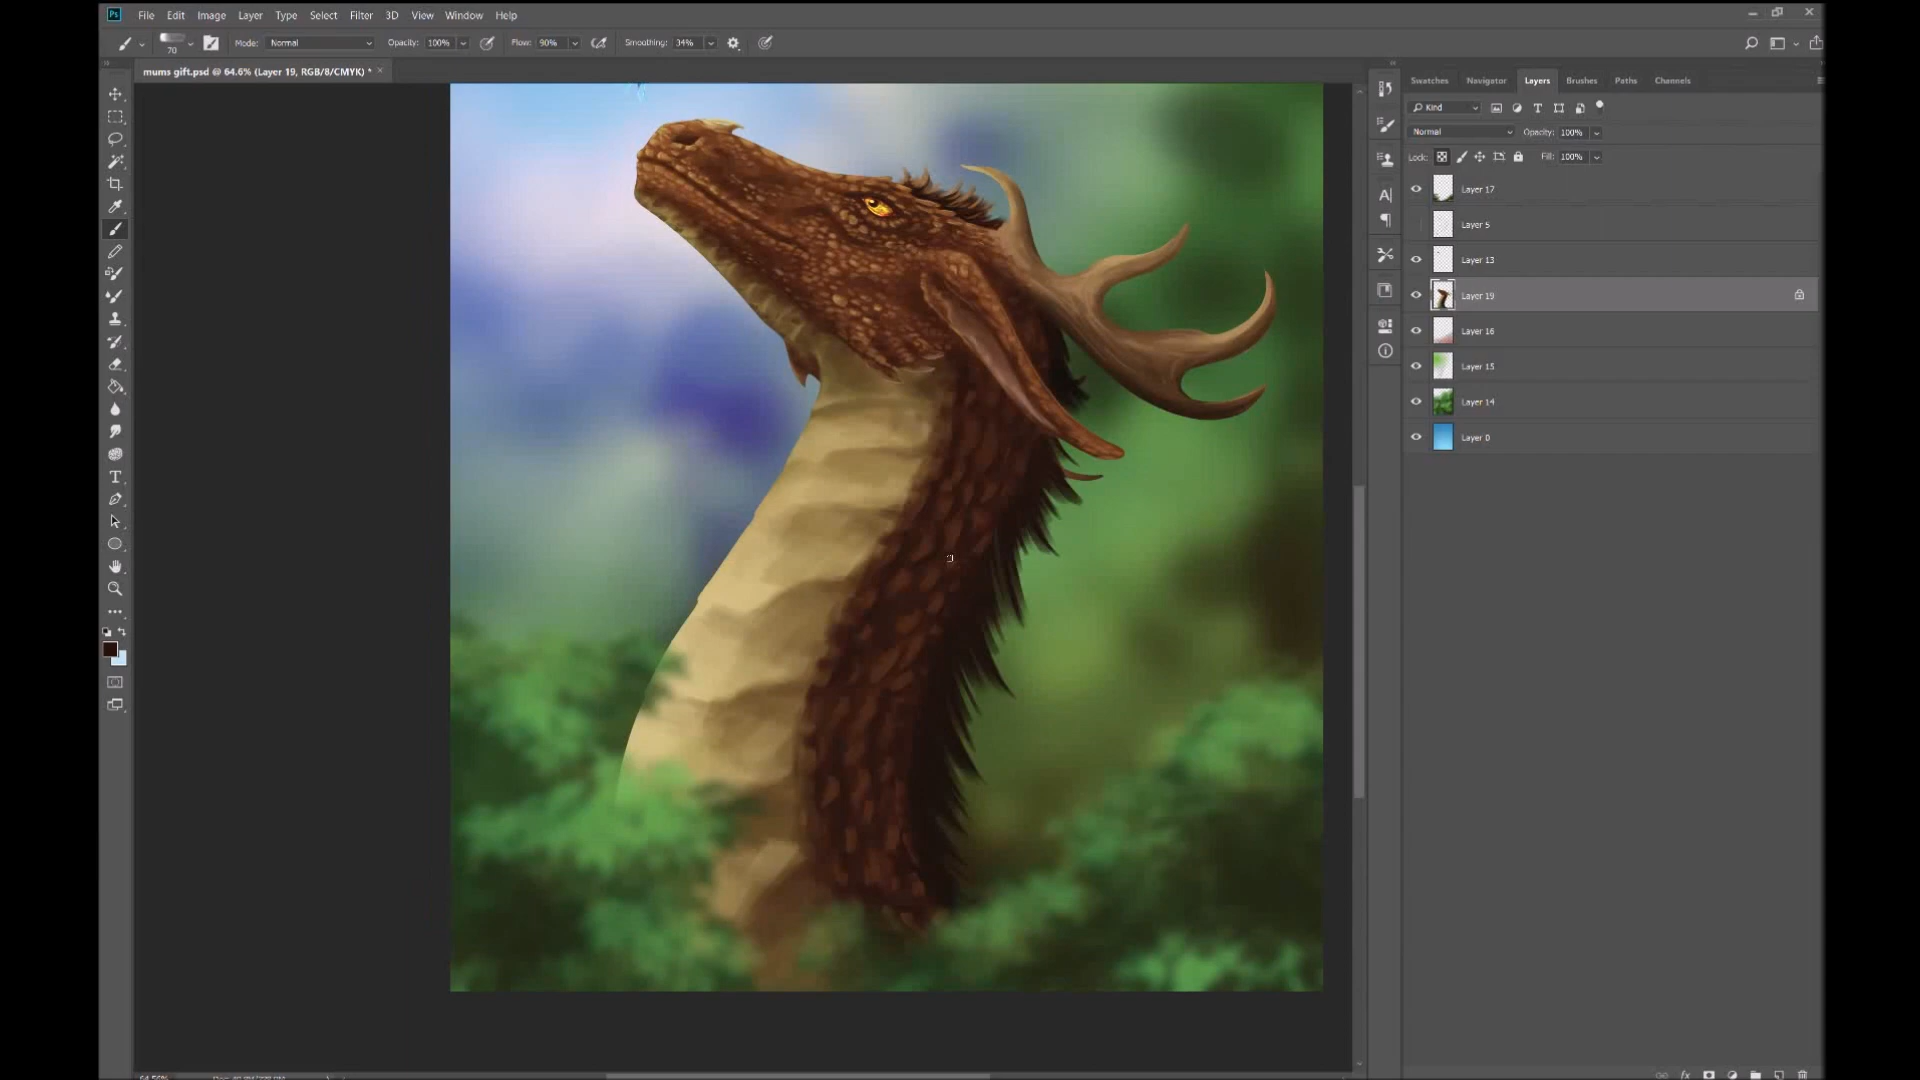 Ps File Edit Image Layer Type Select Filter 3D View Window Help
70 Mode: Normal Opacity: 100% Flow: 90% Smoothing: 34%
mums gift.psd @ 64.6% (Layer 19, RGB/8/CMYK) *
Swatches Navigator Layers Brushes Paths Channels
Kind
Normal Opacity: 100%
Lock: Fill: 100%
Layer 17
Layer 5
Layer 13
Layer 19
Layer 16
Layer 15
Layer 14
Layer 0